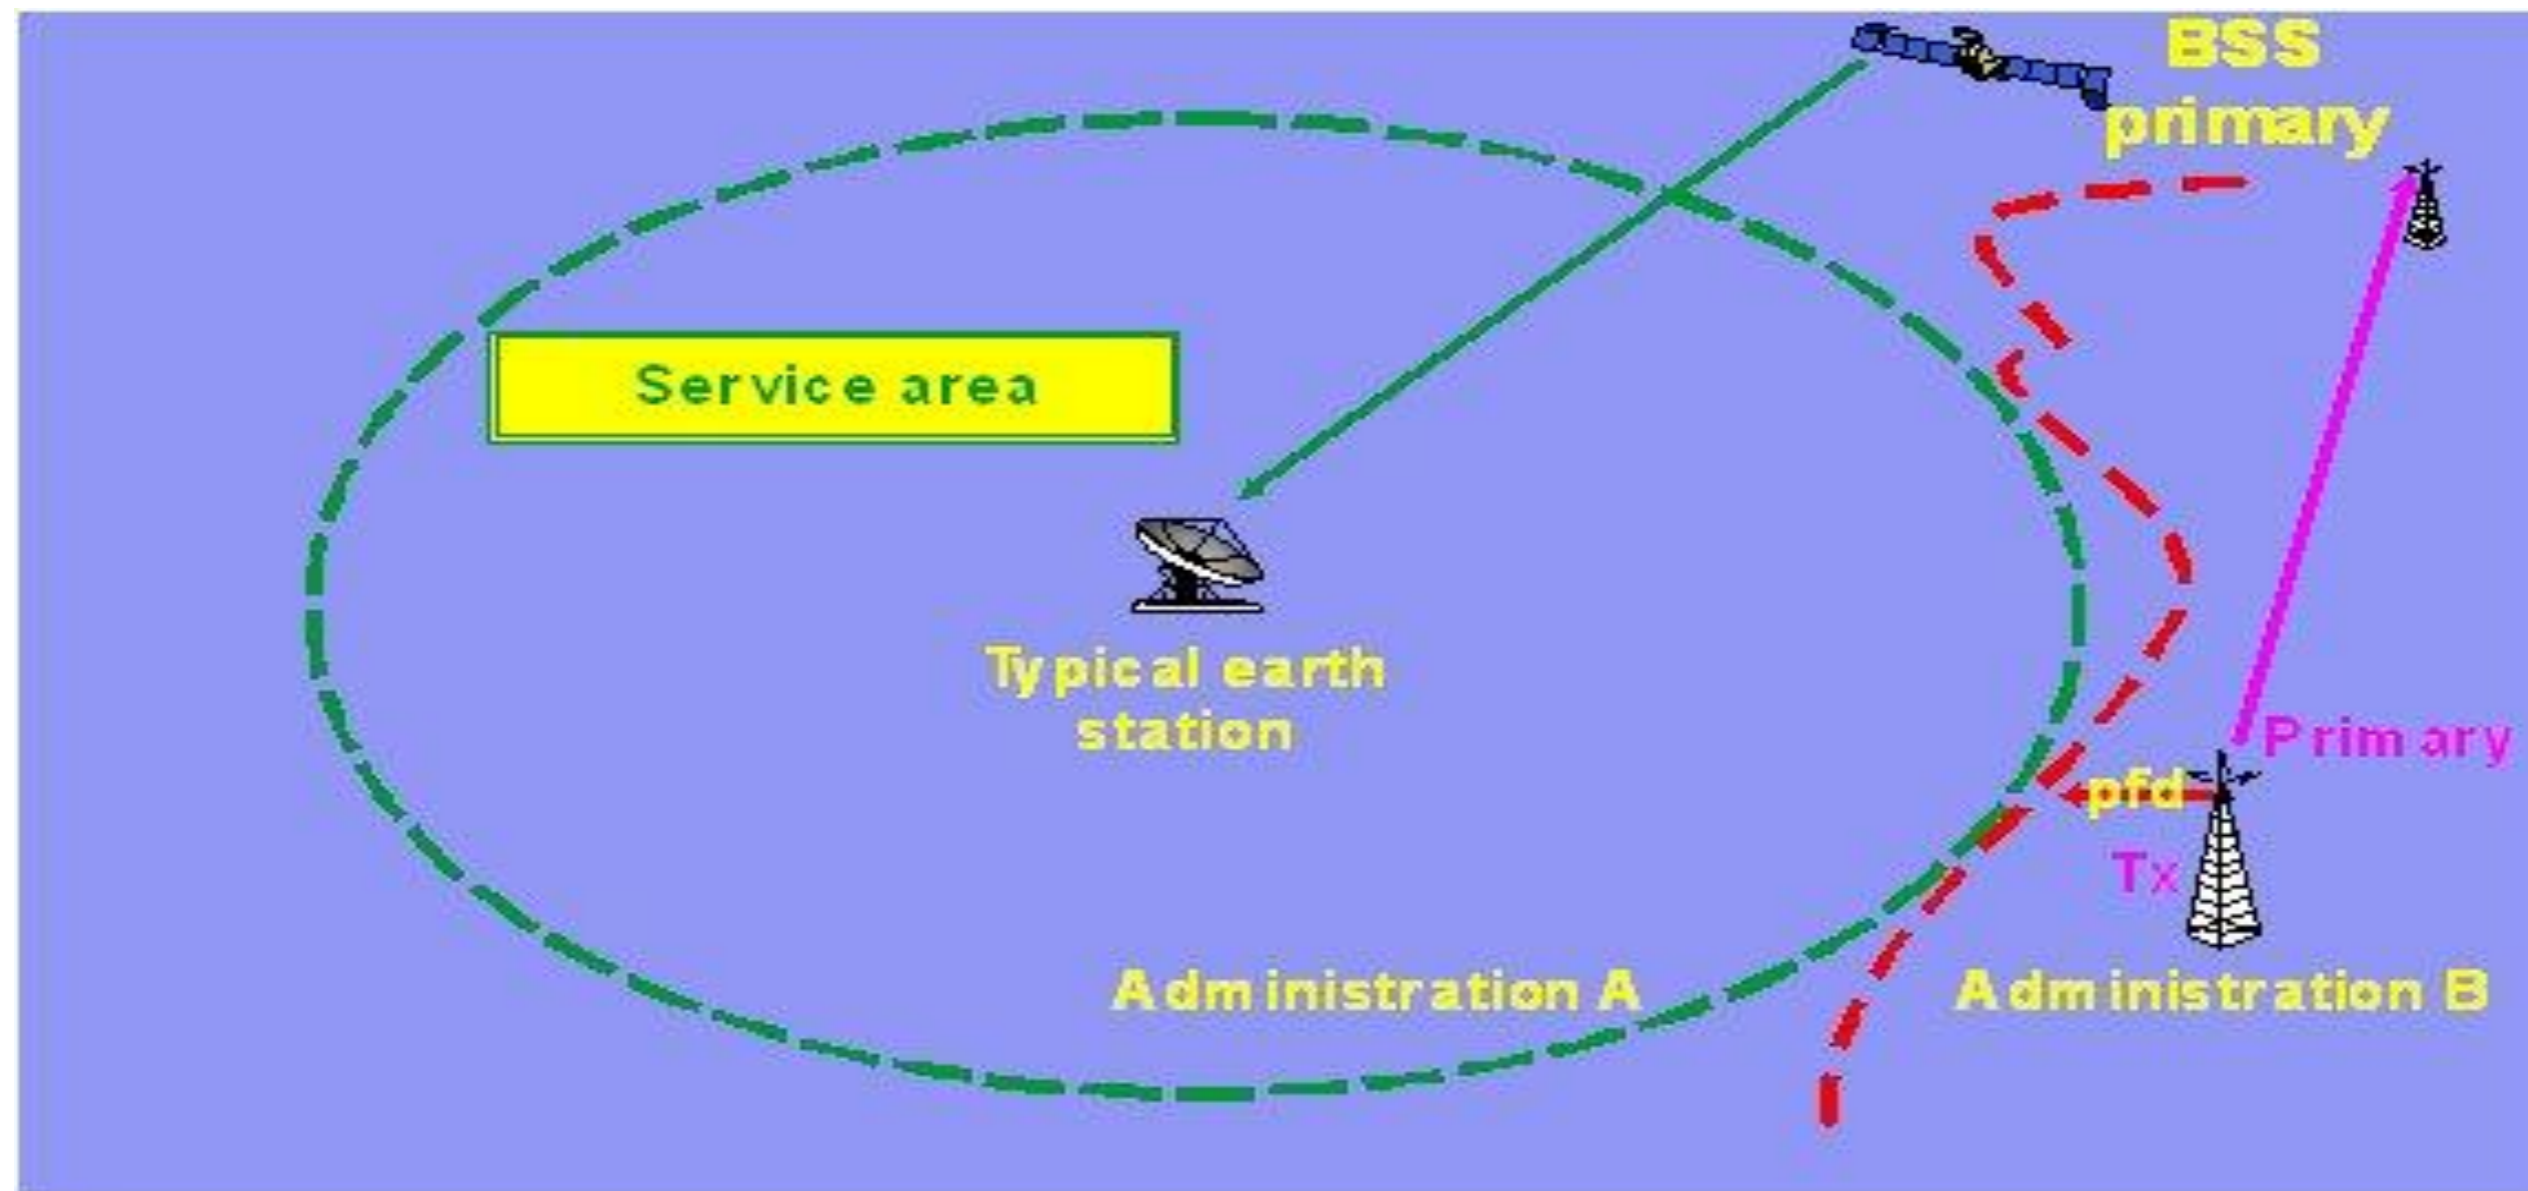 BSS
primary
Service area
Typical earth
station
Primary
pfd
Tx
Administration A
Administration B